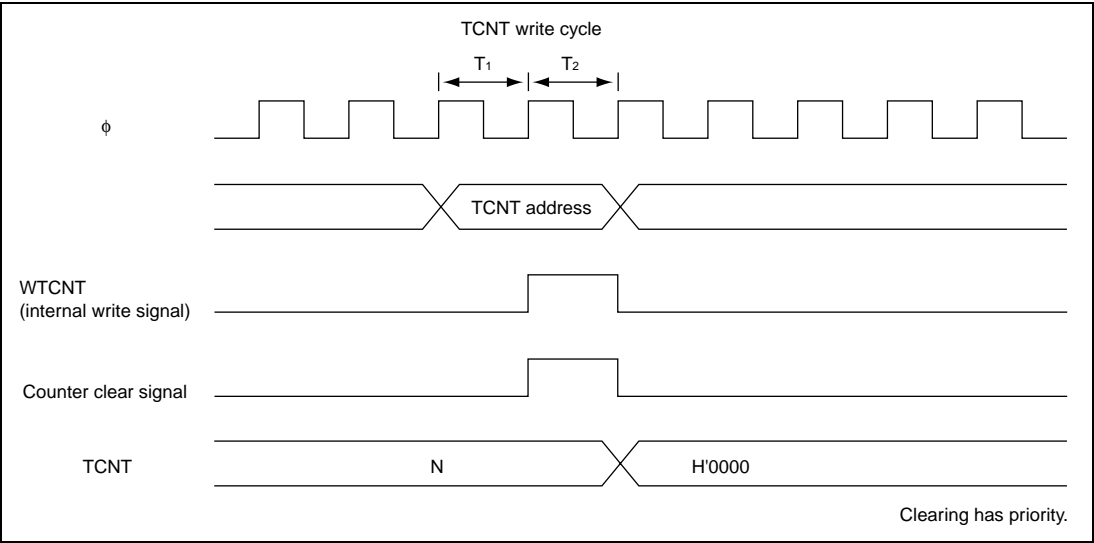 TCNT write cycle
T1 T2
ϕ
TCNT address
WTCNT
(internal write signal)
Counter clear signal
TCNT N H'0000
Clearing has priority.